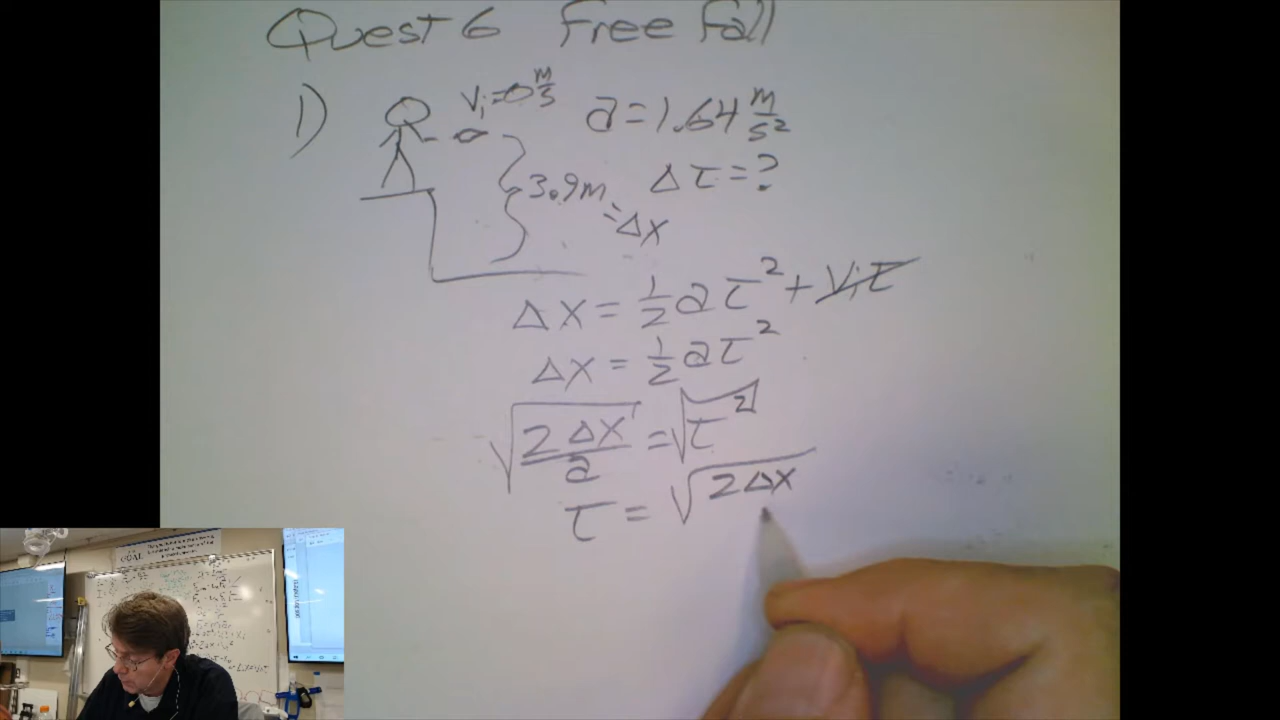 Quest 6 Free Fall
1) Vi=0 m/s a=1.64 m/s²
Δt=?
3.9m
=Δx
Δx=½at²+Vit
Δx=½at²
√(2Δx/a)=√t²
t=√2Δx
GOAL